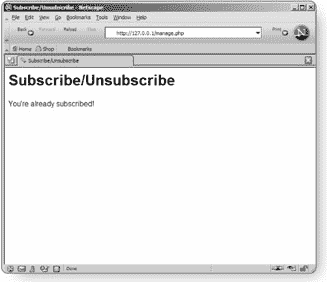 Subscribe/Unsubscribe - Netscape
File Edit View Go Bookmarks Tools Window Help
Back Forward Reload Stop http://127.0.0.1/manage.php Print
Home Shop Bookmarks
Subscribe/Unsubscribe
Subscribe/Unsubscribe
You're already subscribed!
Done